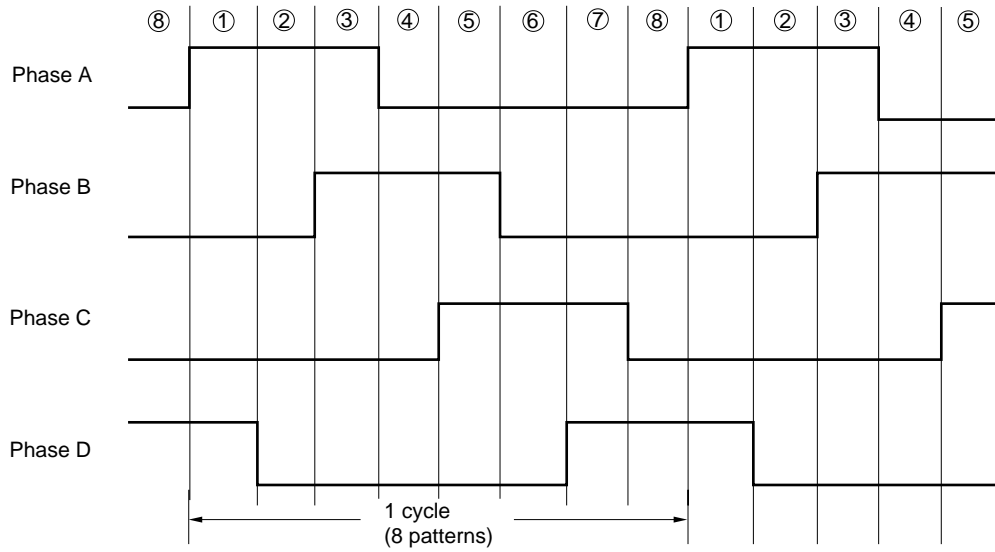 ⑧ ① ② ③ ④ ⑤ ⑥ ⑦ ⑧ ① ② ③ ④ ⑤
Phase A
Phase B
Phase C
Phase D
1 cycle
(8 patterns)